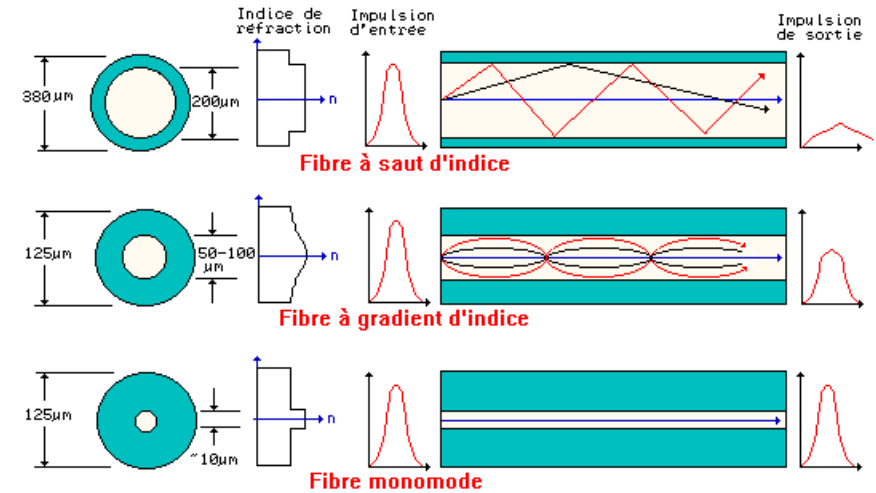 Indice de
réfraction
Impulsion
d'entrée
Impulsion
de sortie
380µm
200µm
n
Fibre à saut d'indice
125µm
50-100
µm
n
Fibre à gradient d'indice
125µm
~10µm
n
Fibre monomode